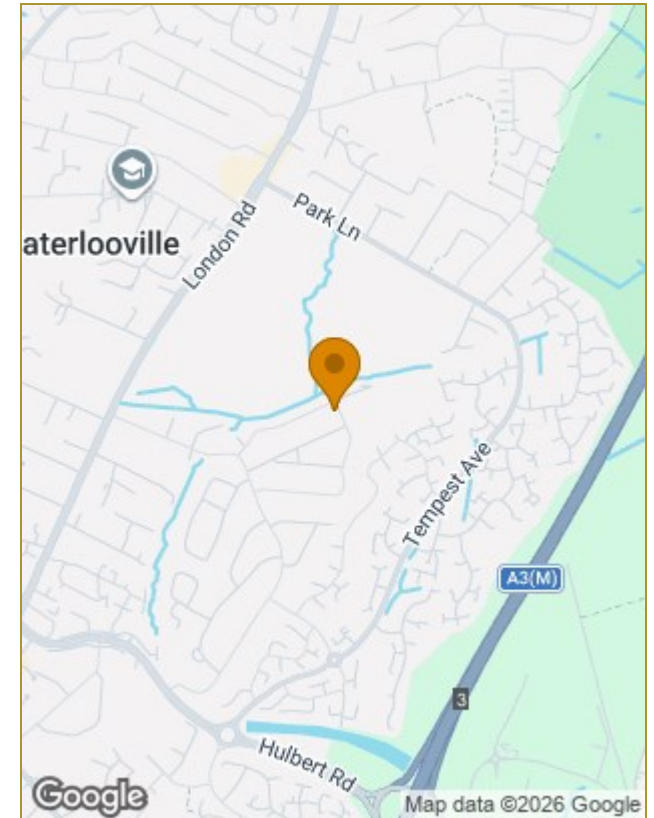 Park Ln
aterlooville
London Rd
Tempest Ave
A3(M)
3
Hulbert Rd
Google
Map data ©2026 Google